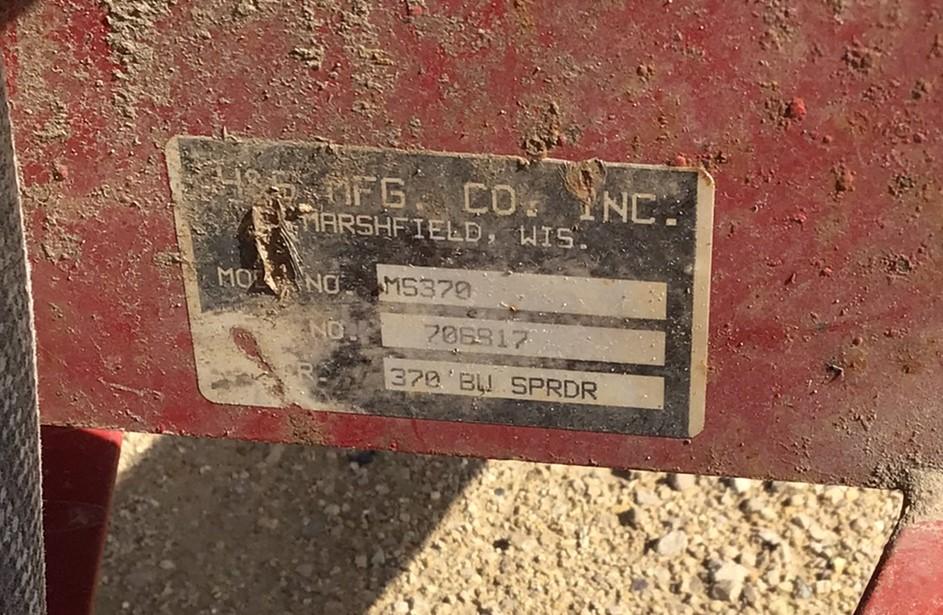 H&S MFG. CO. INC.
MARSHFIELD, WIS.
NO. MS370
NO. 706817
370 BW SPRDR